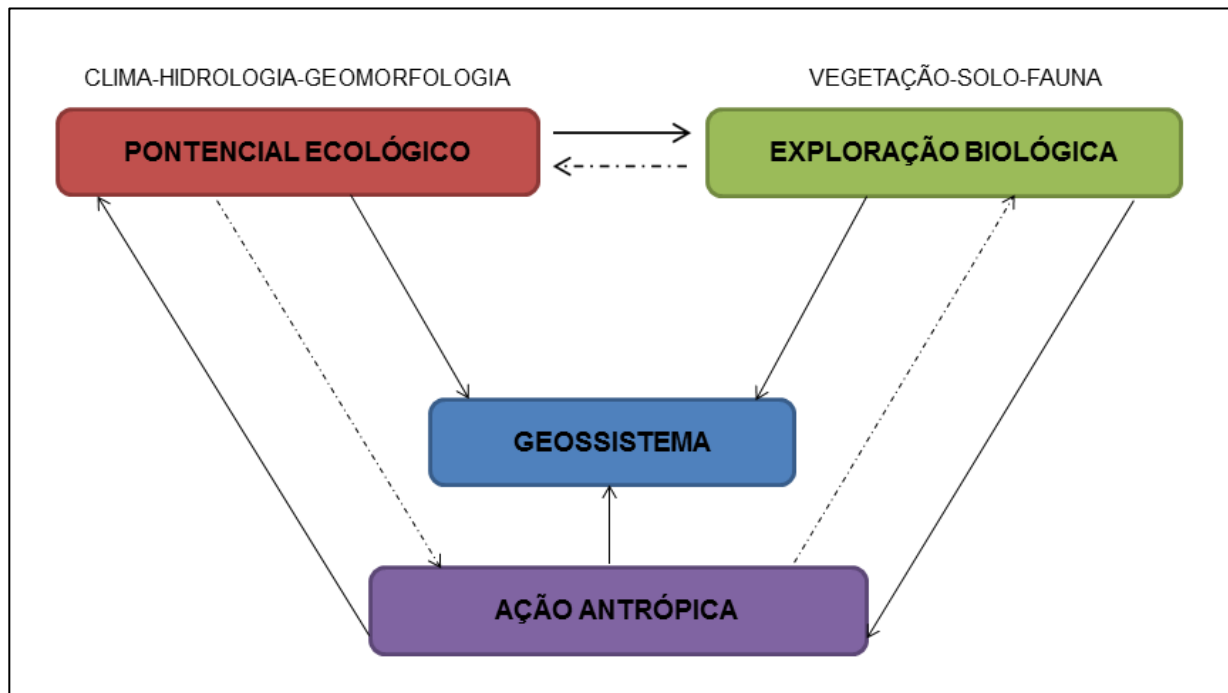 CLIMA-HIDROLOGIA-GEOMORFOLOGIA
VEGETAÇÃO-SOLO-FAUNA
PONTENCIAL ECOLÓGICO
EXPLORAÇÃO BIOLÓGICA
GEOSSISTEMA
AÇÃO ANTRÓPICA